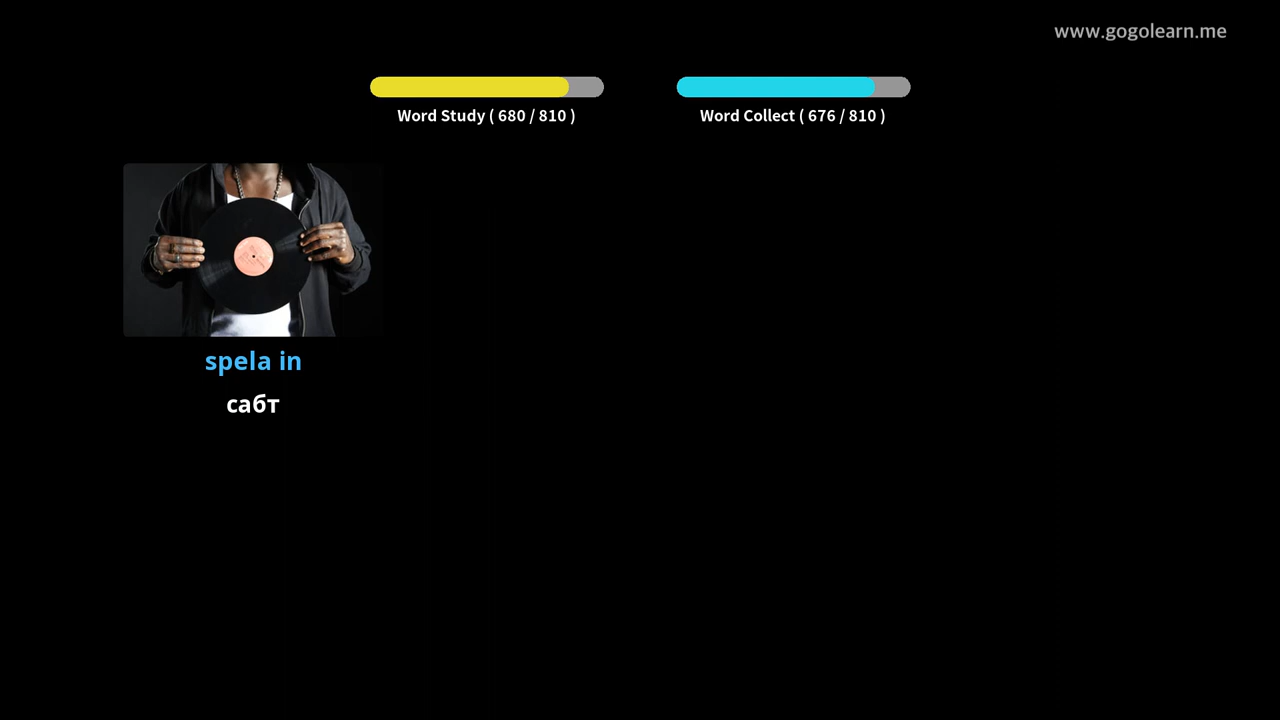 www.gogolearn.me
Word Study ( 680 / 810 )
Word Collect ( 676 / 810 )
spela in
сабт